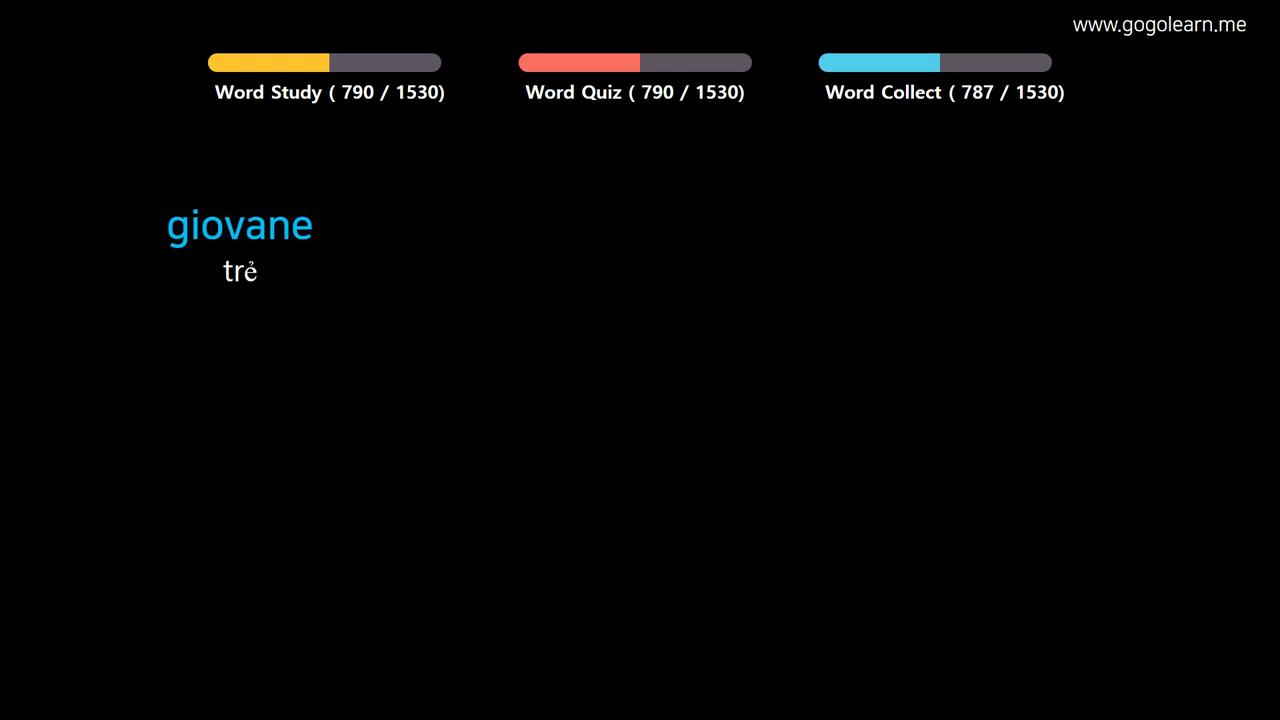 www.gogolearn.me
Word Study ( 790 / 1530)
Word Quiz ( 790 / 1530)
Word Collect ( 787 / 1530)
giovane
trẻ